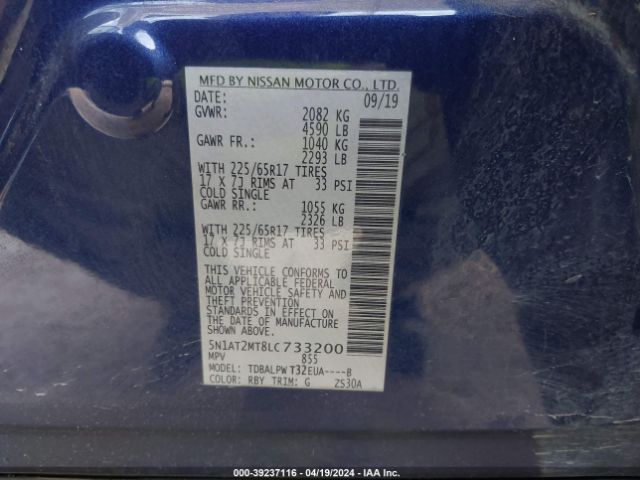 MFD BY NISSAN MOTOR CO., LTD.
DATE: 09/19
GVWR: 2082 KG
4590 LB
GAWR FR.: 1040 KG
2293 LB
WITH 225/65R17 TIRES
17 X 7J RIMS AT 33 PSI
COLD SINGLE
GAWR RR.: 1055 KG
2326 LB
WITH 225/65R17 TIRES
17 X 7J RIMS AT 33 PSI
COLD SINGLE
THIS VEHICLE CONFORMS TO
ALL APPLICABLE FEDERAL
MOTOR VEHICLE SAFETY AND
THEFT PREVENTION
STANDARDS IN EFFECT ON
THE DATE OF MANUFACTURE
SHOWN ABOVE.
5N1AT2MT8LC733200
MPV 855
MODEL: TDBALPW T32EUA----B
COLOR: RBY TRIM: G ZS30A
000-39237116 - 04/19/2024 - IAA Inc.